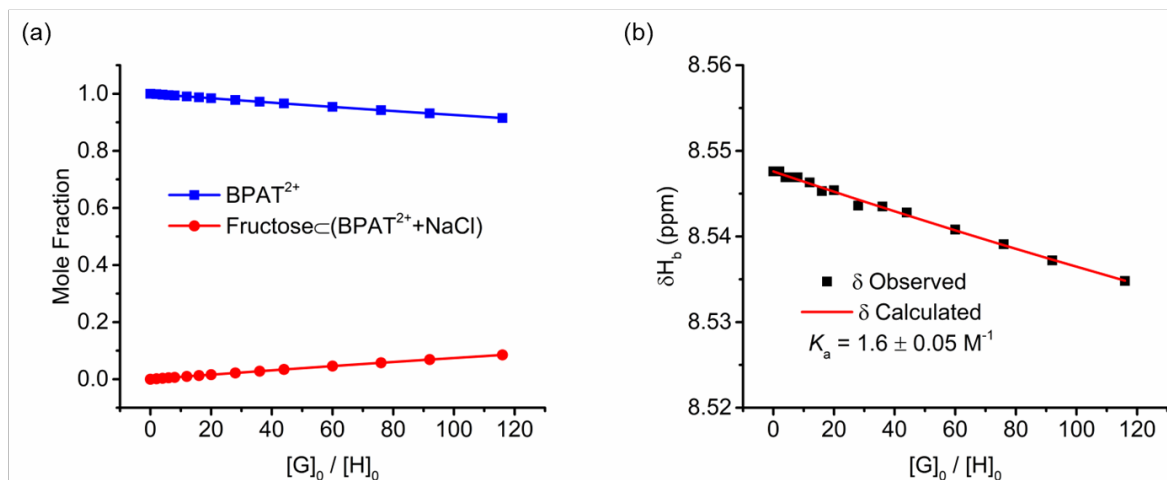 (a)
Mole Fraction
1.0
0.8
0.6
0.4
0.2
0.0
BPAT²⁺
Fructose⊂(BPAT²⁺+NaCl)
0 20 40 60 80 100 120
[G]₀ / [H]₀
(b)
δH_b (ppm)
8.56
8.55
8.54
8.53
8.52
δ Observed
δ Calculated
Kₐ = 1.6 ± 0.05 M⁻¹
0 20 40 60 80 100 120
[G]₀ / [H]₀